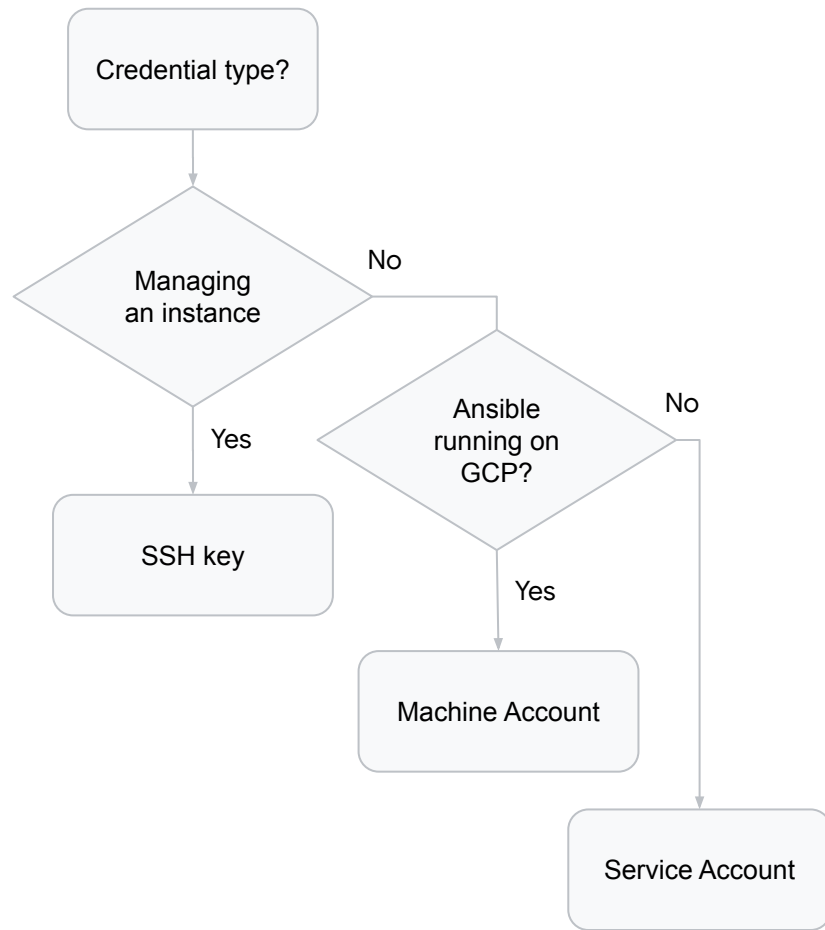 Credential type?
Managing
an instance
No
Yes
SSH key
Ansible
running on
GCP?
No
Yes
Machine Account
Service Account